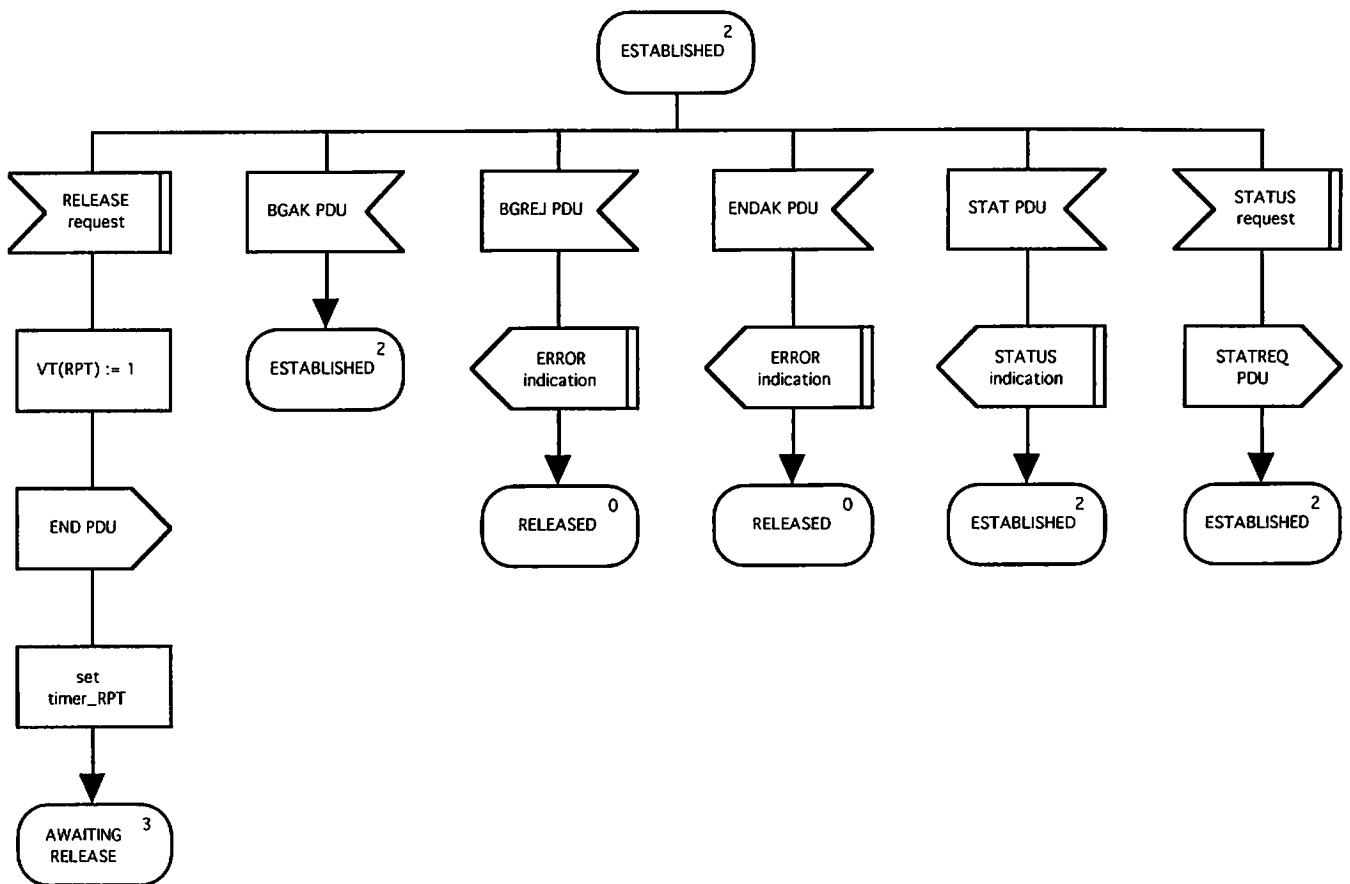 ESTABLISHED 2
RELEASE
request
BGAK PDU
BGREJ PDU
ENDAK PDU
STAT PDU
STATUS
request
VT(RPT) := 1
ESTABLISHED 2
ERROR
indication
ERROR
indication
STATUS
indication
STATREQ
PDU
END PDU
RELEASED 0
RELEASED 0
ESTABLISHED 2
ESTABLISHED 2
set
timer_RPT
AWAITING 3
RELEASE